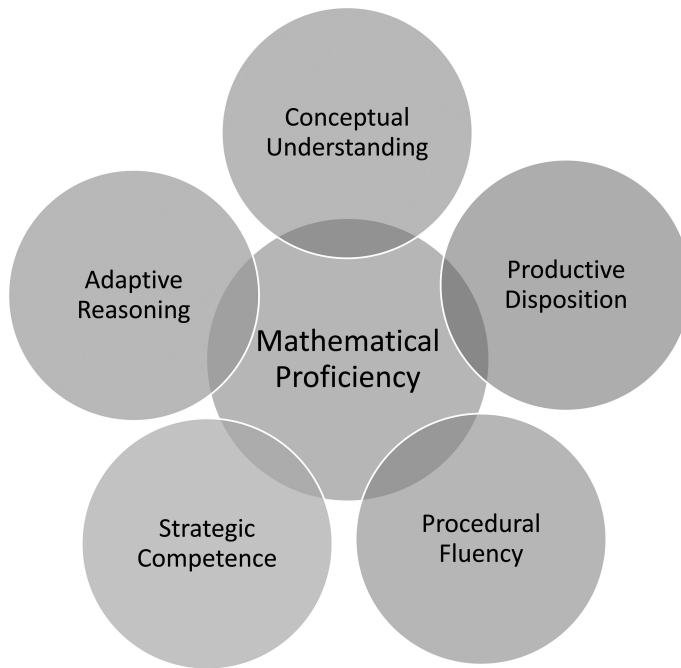 Conceptual
Understanding
Productive
Disposition
Adaptive
Reasoning
Mathematical
Proficiency
Procedural
Fluency
Strategic
Competence